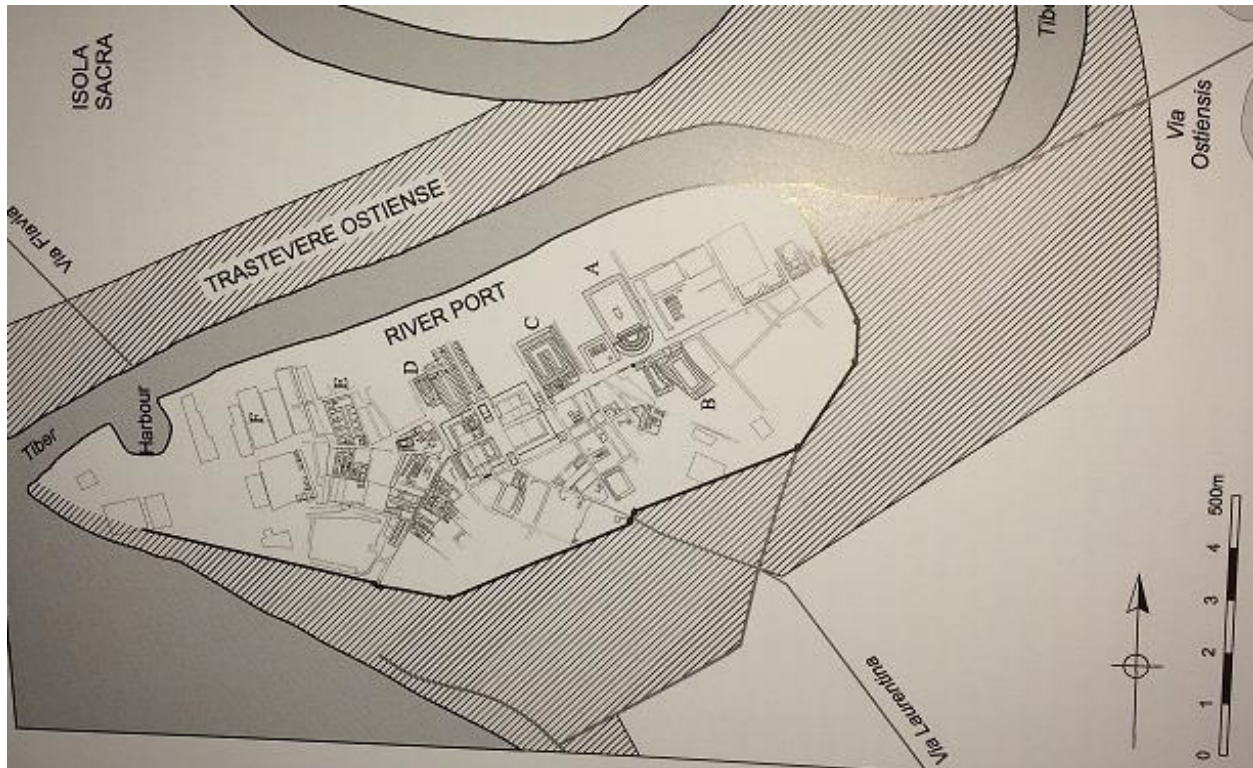 ISOLA
SACRA
Tiber
Via
Ostiensis
Via Flavia
TRASTEVERE OSTIENSE
RIVER PORT
A
C
D
E
F
B
Harbour
Tiber
Via Laurentina
0 1 2 3 4 500m